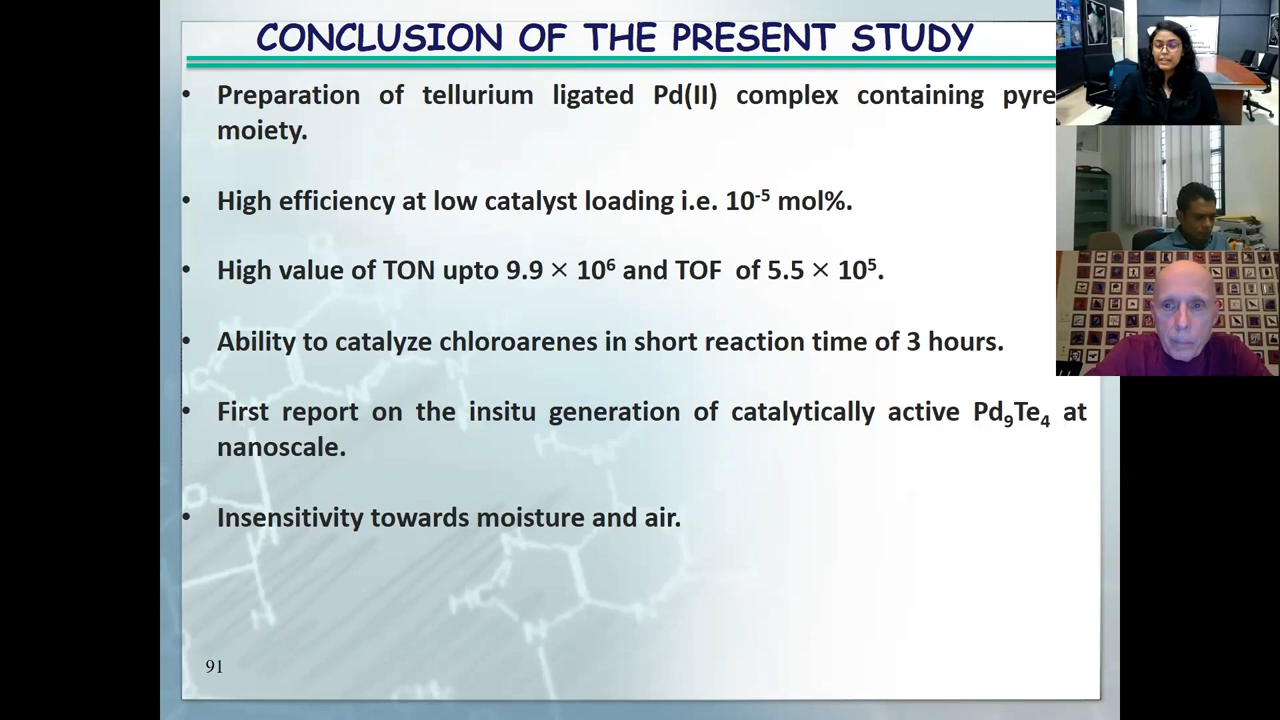 CONCLUSION OF THE PRESENT STUDY
• Preparation of tellurium ligated Pd(II) complex containing pyre
moiety.
• High efficiency at low catalyst loading i.e. 10⁻⁵ mol%.
• High value of TON upto 9.9 × 10⁶ and TOF of 5.5 × 10⁵.
• Ability to catalyze chloroarenes in short reaction time of 3 hours.
• First report on the insitu generation of catalytically active Pd₉Te₄ at
nanoscale.
• Insensitivity towards moisture and air.
91